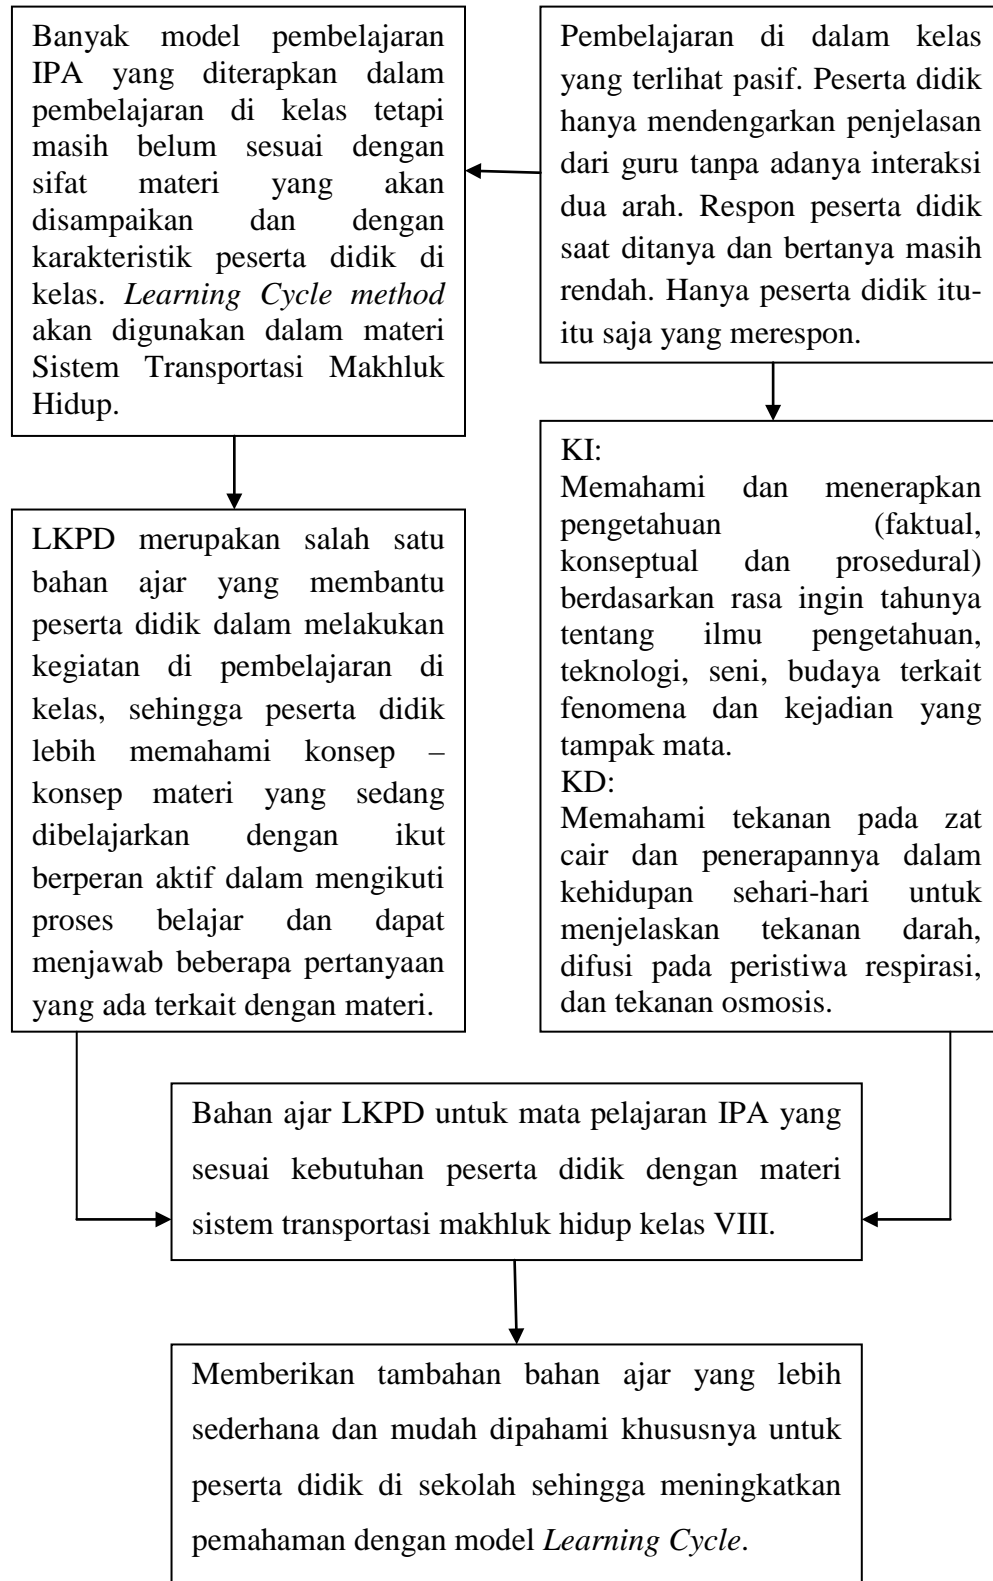 Banyak model pembelajaran
IPA yang diterapkan dalam
pembelajaran di kelas tetapi
masih belum sesuai dengan
sifat materi yang akan
disampaikan dan dengan
karakteristik peserta didik di
kelas. Learning Cycle method
akan digunakan dalam materi
Sistem Transportasi Makhluk
Hidup.
Pembelajaran di dalam kelas
yang terlihat pasif. Peserta didik
hanya mendengarkan penjelasan
dari guru tanpa adanya interaksi
dua arah. Respon peserta didik
saat ditanya dan bertanya masih
rendah. Hanya peserta didik itu-
itu saja yang merespon.
LKPD merupakan salah satu
bahan ajar yang membantu
peserta didik dalam melakukan
kegiatan di pembelajaran di
kelas, sehingga peserta didik
lebih memahami konsep –
konsep materi yang sedang
dibelajarkan dengan ikut
berperan aktif dalam mengikuti
proses belajar dan dapat
menjawab beberapa pertanyaan
yang ada terkait dengan materi.
KI:
Memahami dan menerapkan
pengetahuan (faktual,
konseptual dan prosedural)
berdasarkan rasa ingin tahunya
tentang ilmu pengetahuan,
teknologi, seni, budaya terkait
fenomena dan kejadian yang
tampak mata.
KD:
Memahami tekanan pada zat
cair dan penerapannya dalam
kehidupan sehari-hari untuk
menjelaskan tekanan darah,
difusi pada peristiwa respirasi,
dan tekanan osmosis.
Bahan ajar LKPD untuk mata pelajaran IPA yang
sesuai kebutuhan peserta didik dengan materi
sistem transportasi makhluk hidup kelas VIII.
Memberikan tambahan bahan ajar yang lebih
sederhana dan mudah dipahami khususnya untuk
peserta didik di sekolah sehingga meningkatkan
pemahaman dengan model Learning Cycle.